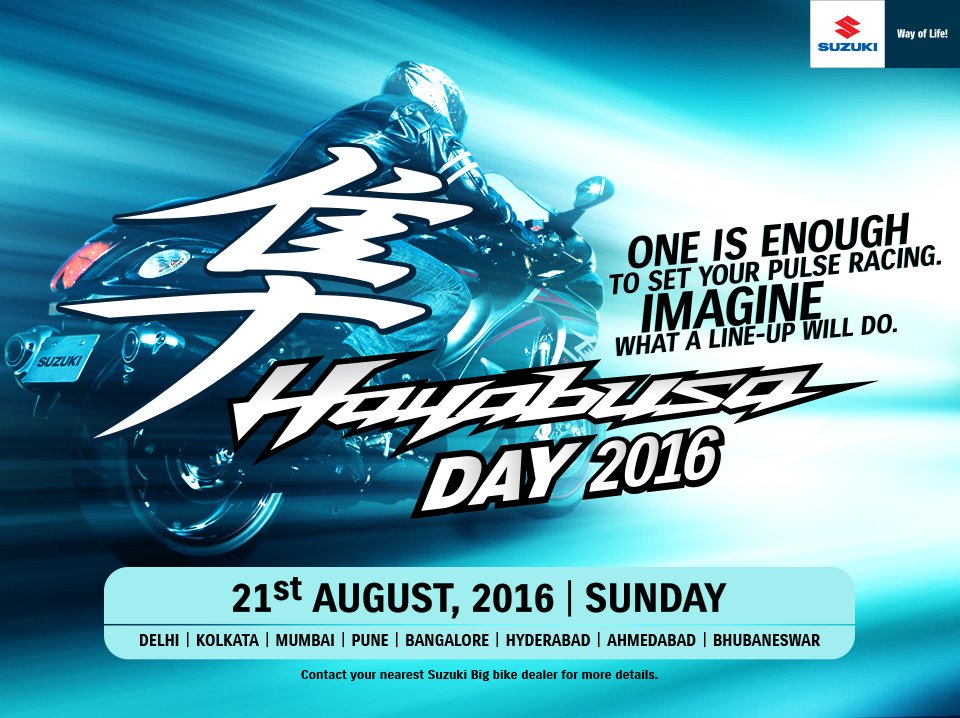 SUZUKI
Way of Life!
隼
SUZUKI
ONE IS ENOUGH
TO SET YOUR PULSE RACING.
IMAGINE
WHAT A LINE-UP WILL DO.
Hayabusa
DAY 2016
21st AUGUST, 2016 | SUNDAY
DELHI | KOLKATA | MUMBAI | PUNE | BANGALORE | HYDERABAD | AHMEDABAD | BHUBANESWAR
Contact your nearest Suzuki Big bike dealer for more details.